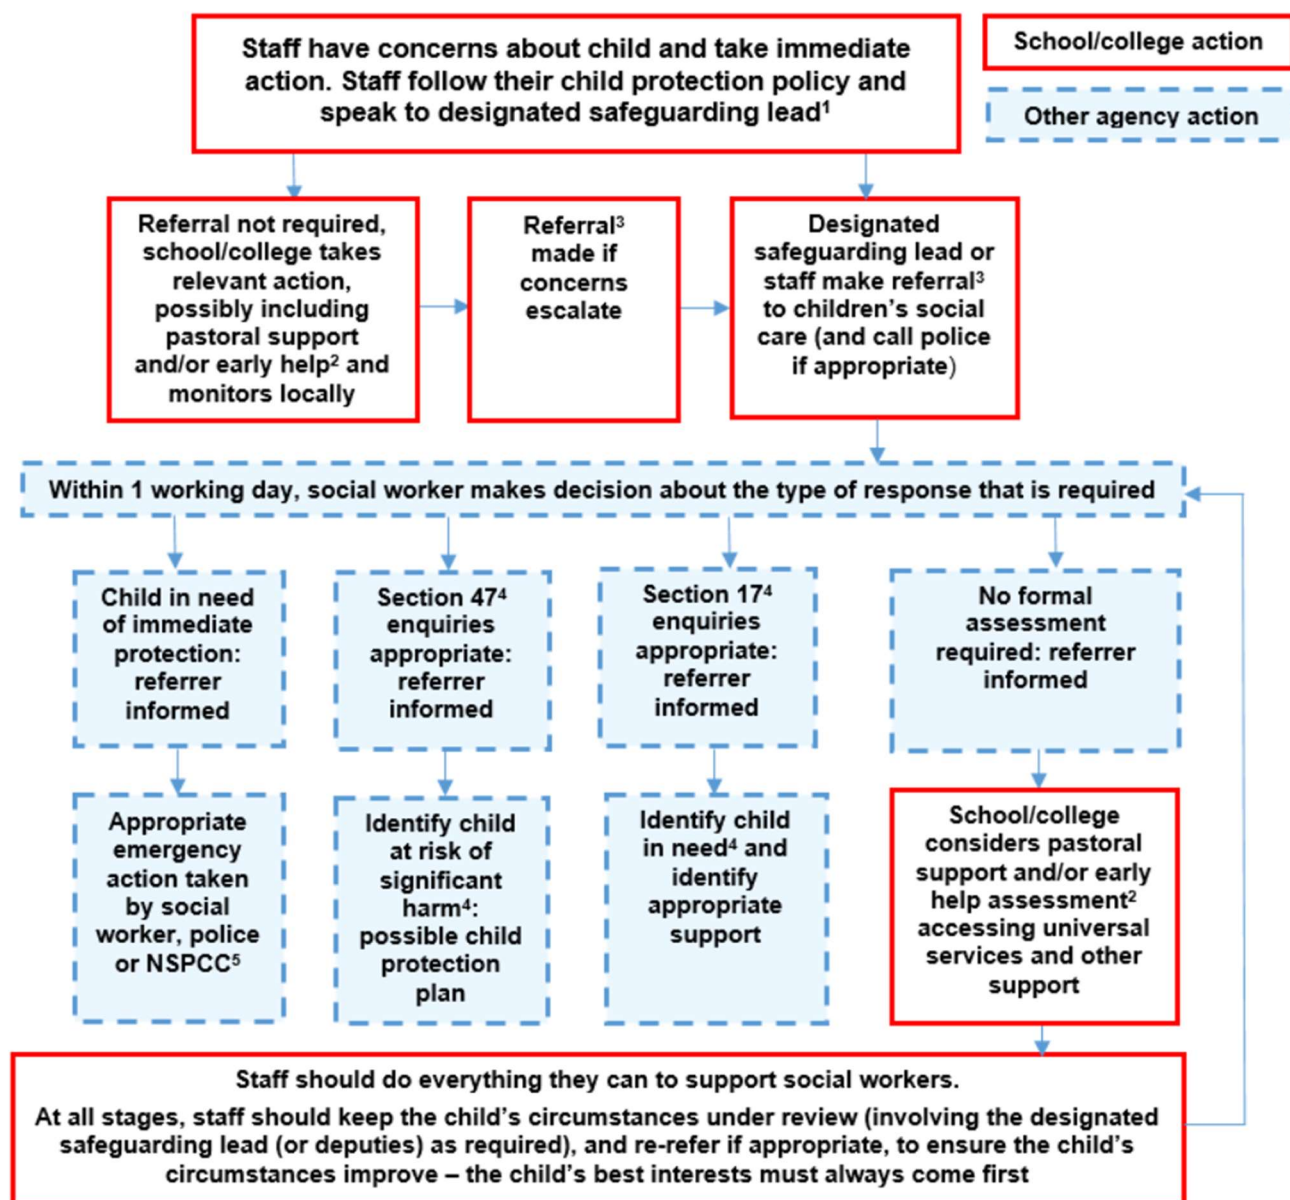 Staff have concerns about child and take immediate
action. Staff follow their child protection policy and
speak to designated safeguarding lead¹
School/college action
Other agency action
Referral not required,
school/college takes
relevant action,
possibly including
pastoral support
and/or early help² and
monitors locally
Referral³
made if
concerns
escalate
Designated
safeguarding lead or
staff make referral³
to children’s social
care (and call police
if appropriate)
Within 1 working day, social worker makes decision about the type of response that is required
Child in need
of immediate
protection:
referrer
informed
Section 47⁴
enquiries
appropriate:
referrer
informed
Section 17⁴
enquiries
appropriate:
referrer
informed
No formal
assessment
required: referrer
informed
Appropriate
emergency
action taken
by social
worker, police
or NSPCC⁵
Identify child
at risk of
significant
harm⁴:
possible child
protection
plan
Identify child
in need⁴ and
identify
appropriate
support
School/college
considers pastoral
support and/or early
help assessment²
accessing universal
services and other
support
Staff should do everything they can to support social workers.
At all stages, staff should keep the child’s circumstances under review (involving the designated
safeguarding lead (or deputies) as required), and re-refer if appropriate, to ensure the child’s
circumstances improve – the child’s best interests must always come first